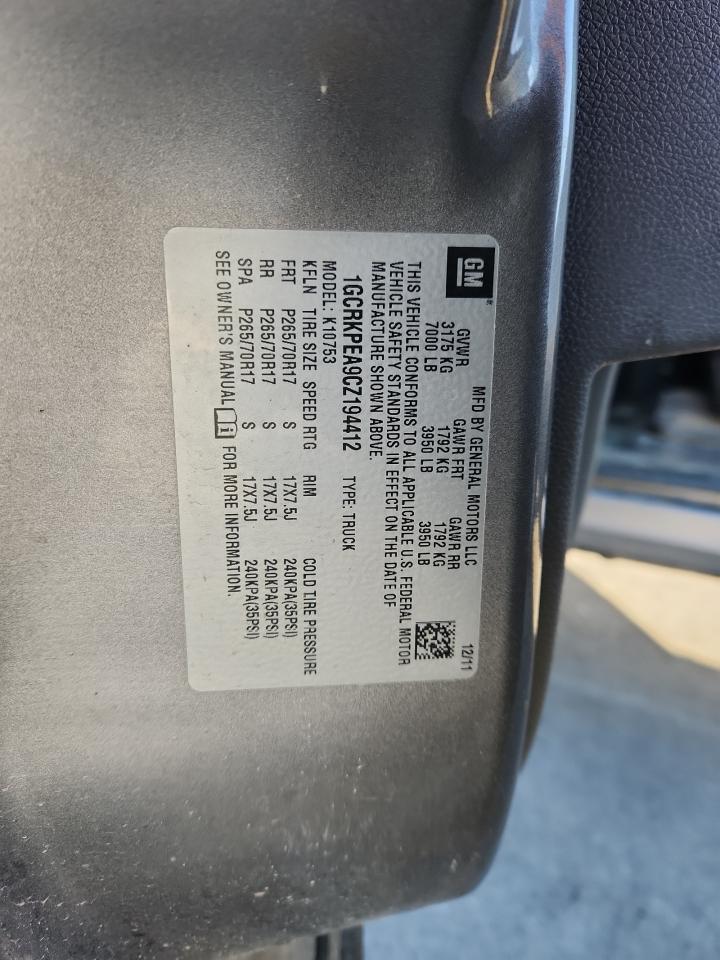 GM
MFD BY GENERAL MOTORS LLC 12/11
GVWR GAWR FRT GAWR RR
3175 KG 1792 KG 1792 KG
7000 LB 3950 LB 3950 LB
THIS VEHICLE CONFORMS TO ALL APPLICABLE U.S. FEDERAL MOTOR
VEHICLE SAFETY STANDARDS IN EFFECT ON THE DATE OF
MANUFACTURE SHOWN ABOVE.
1GCRKPEA9CZ194412 TYPE: TRUCK
MODEL: K10753
KFLN TIRE SIZE SPEED RTG RIM COLD TIRE PRESSURE
FRT P265/70R17 S 17X7.5J 240KPA(35PSI)
RR P265/70R17 S 17X7.5J 240KPA(35PSI)
SPA P265/70R17 S 17X7.5J 240KPA(35PSI)
SEE OWNER'S MANUAL i FOR MORE INFORMATION.